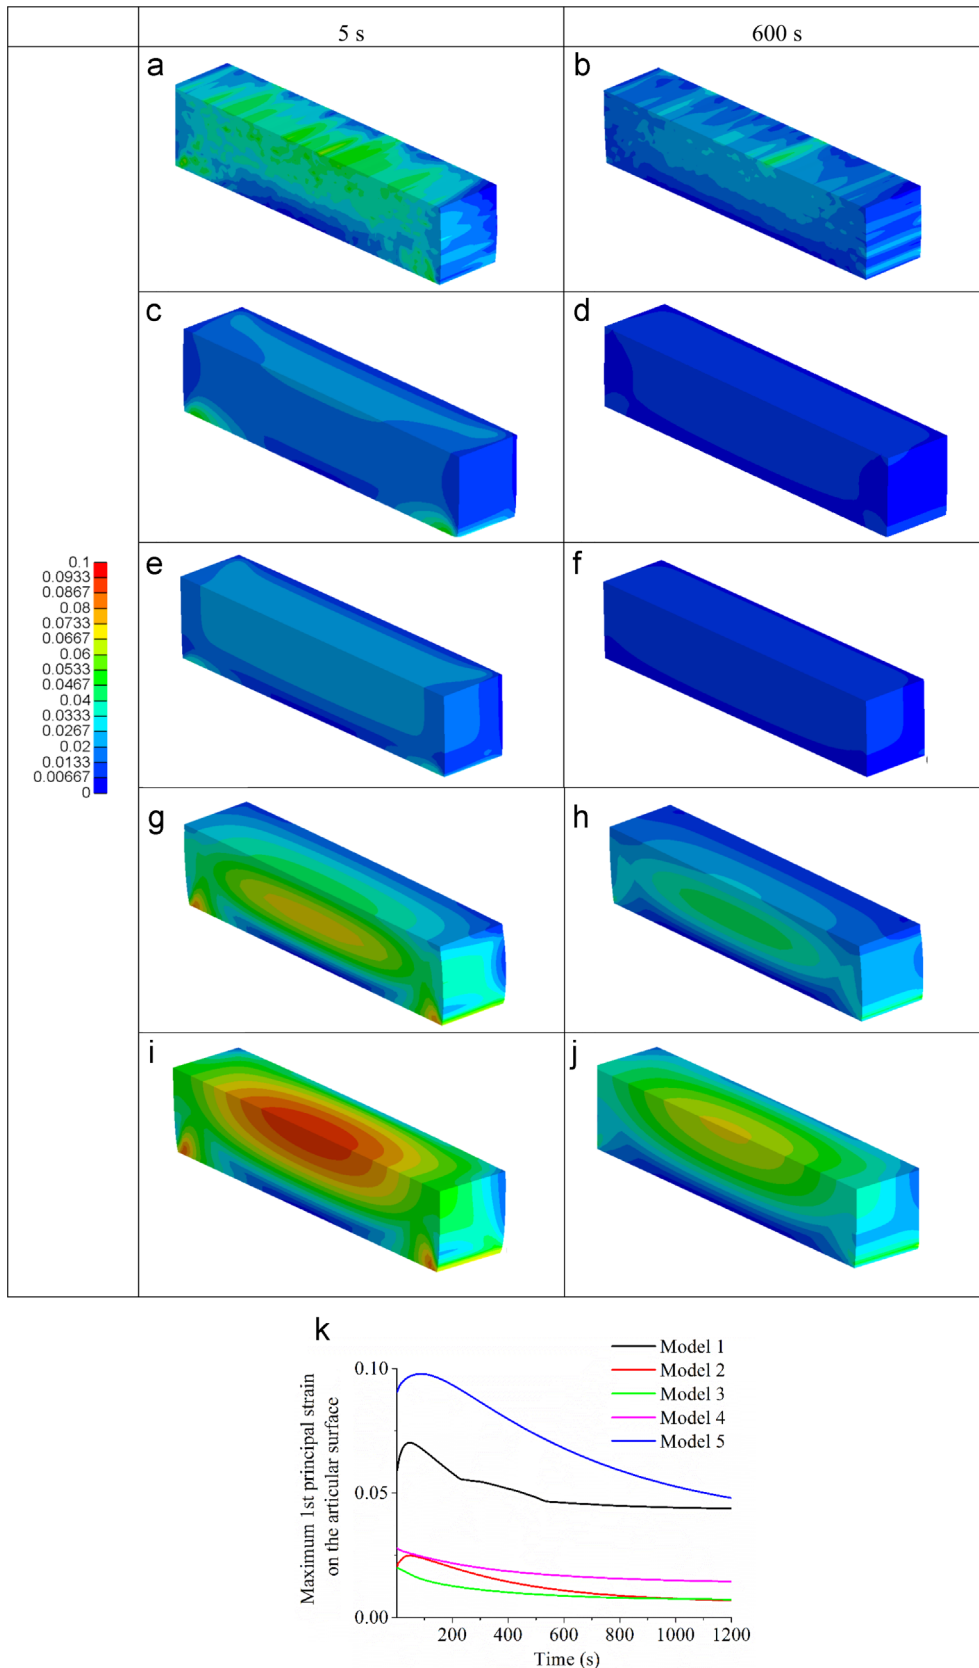 5 s
600 s
a
b
c
d
0.1
0.0933
0.0867
0.08
0.0733
0.0667
0.06
0.0533
0.0467
0.04
0.0333
0.0267
0.02
0.0133
0.00667
0
e
f
g
h
i
j
k
Model 1
Model 2
Model 3
Model 4
Model 5
Maximum 1st principal strain
on the articular surface
0.10
0.05
0.00
200
400
600
800
1000
1200
Time (s)